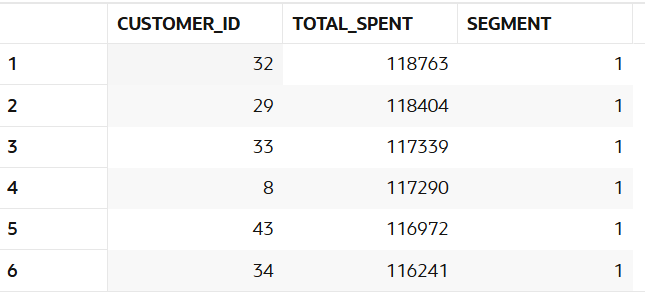 CUSTOMER_ID TOTAL_SPENT SEGMENT
1 32 118763 1
2 29 118404 1
3 33 117339 1
4 8 117290 1
5 43 116972 1
6 34 116241 1